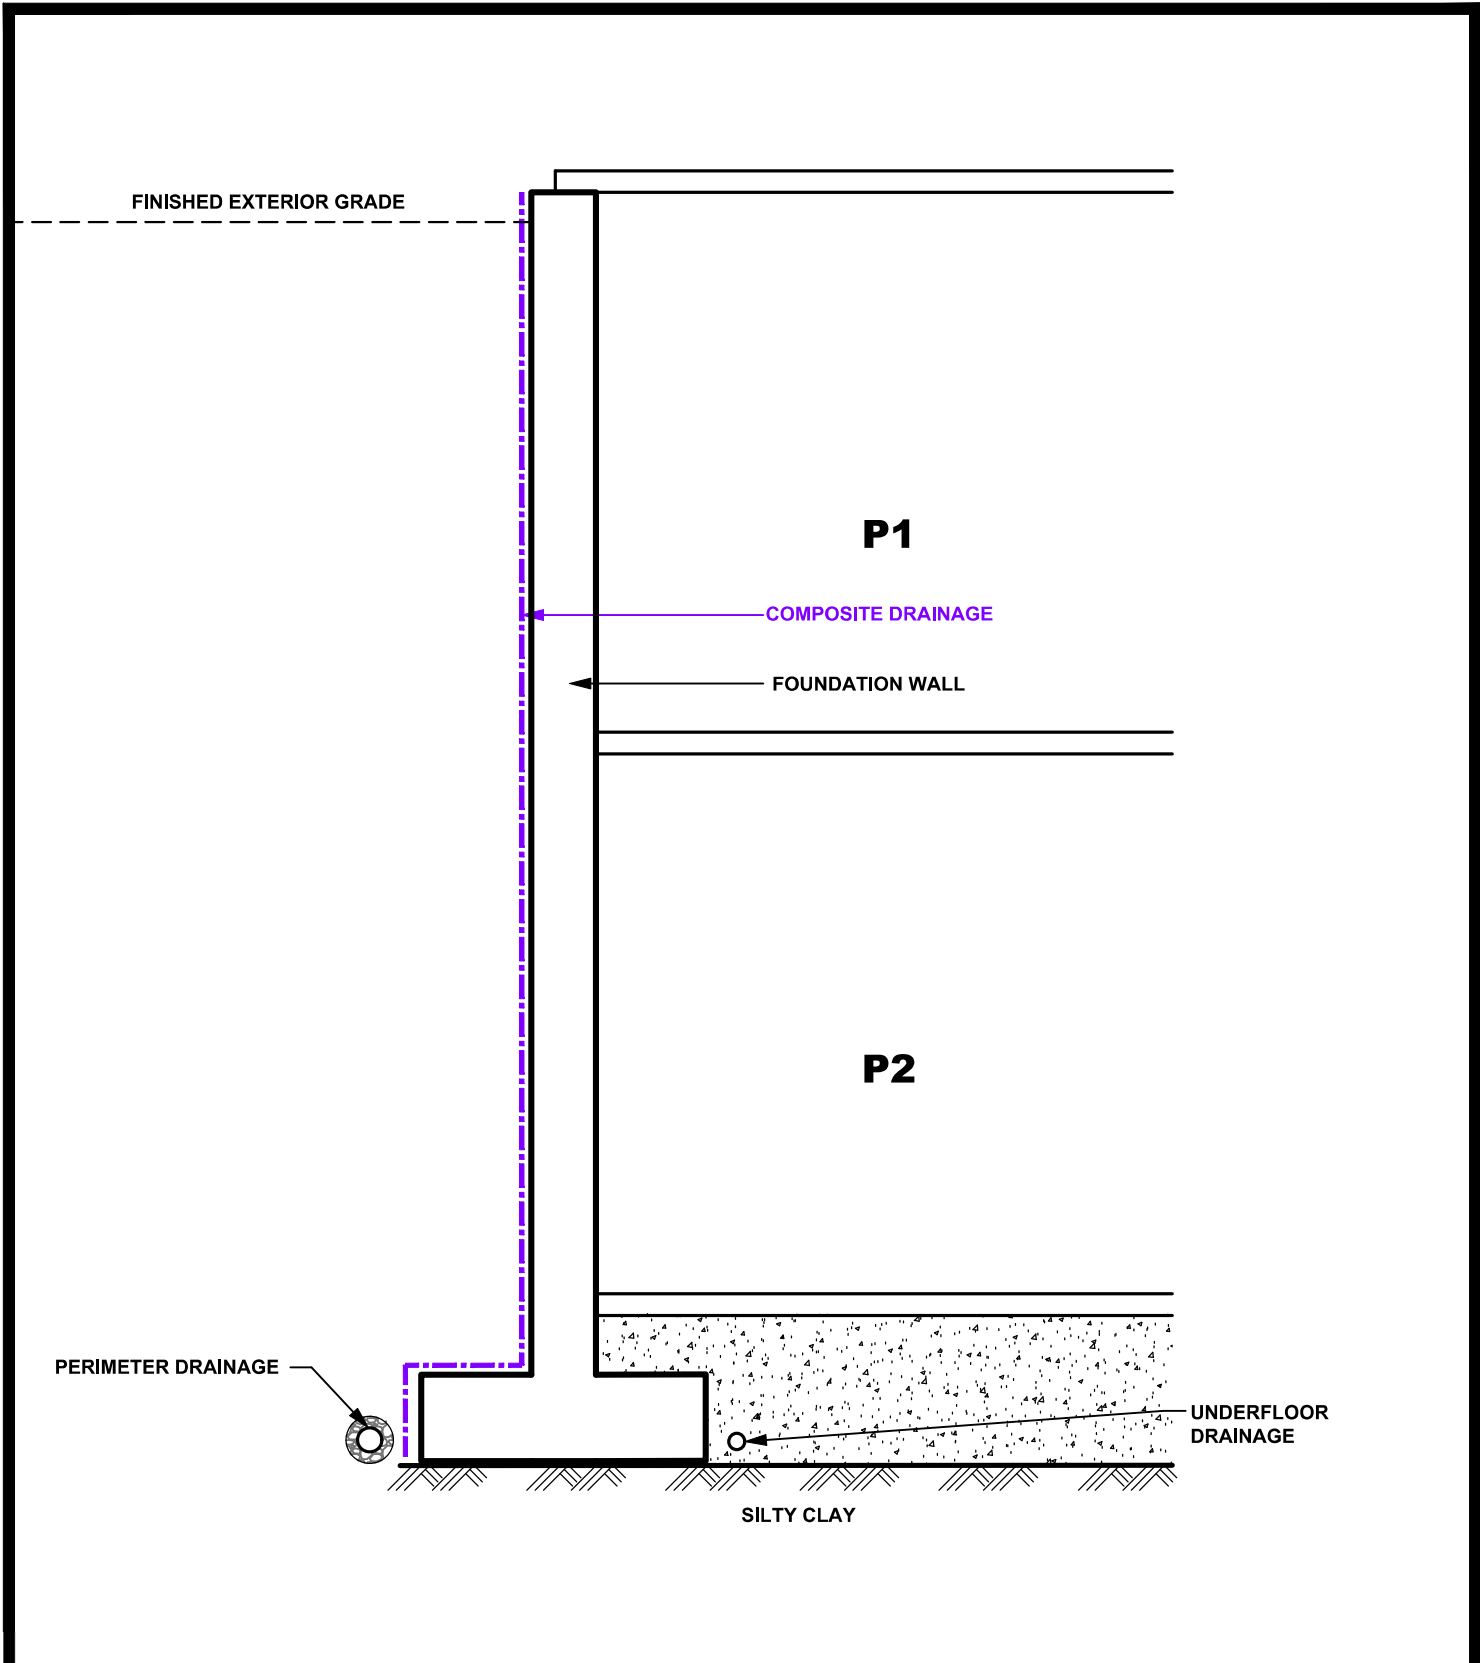 FINISHED EXTERIOR GRADE
P1
COMPOSITE DRAINAGE
FOUNDATION WALL
P2
PERIMETER DRAINAGE
UNDERFLOOR
DRAINAGE
SILTY CLAY